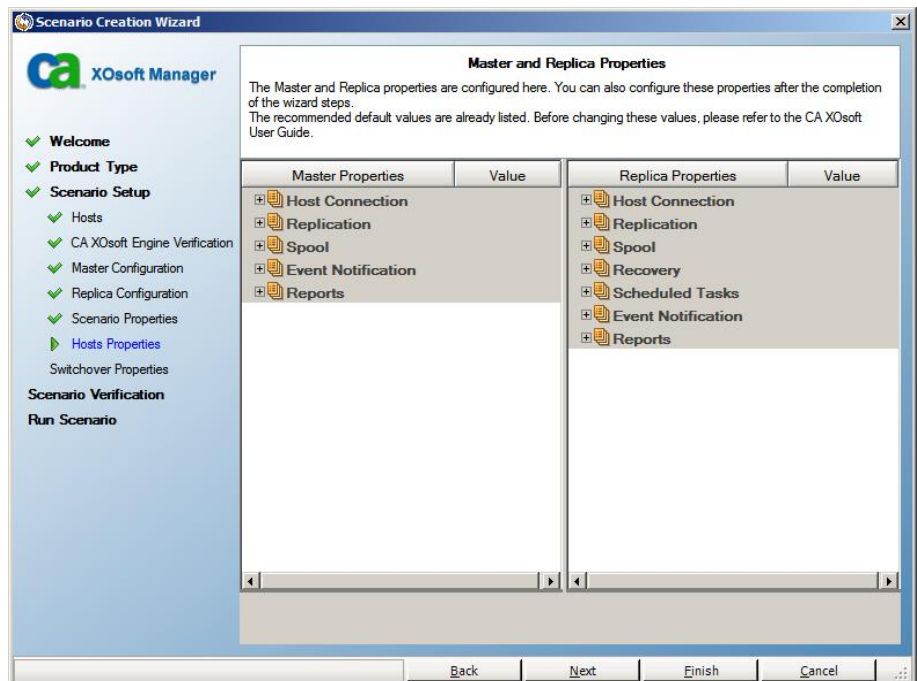 Scenario Creation Wizard
ca
XOsoft Manager
Welcome
Product Type
Scenario Setup
Hosts
CA XOsoft Engine Verification
Master Configuration
Replica Configuration
Scenario Properties
Hosts Properties
Switchover Properties
Scenario Verification
Run Scenario
Master and Replica Properties
The Master and Replica properties are configured here. You can also configure these properties after the completion
of the wizard steps.
The recommended default values are already listed. Before changing these values, please refer to the CA XOsoft
User Guide.
Master Properties Value
Host Connection
Replication
Spool
Event Notification
Reports
Replica Properties Value
Host Connection
Replication
Spool
Recovery
Scheduled Tasks
Event Notification
Reports
Back Next Finish Cancel